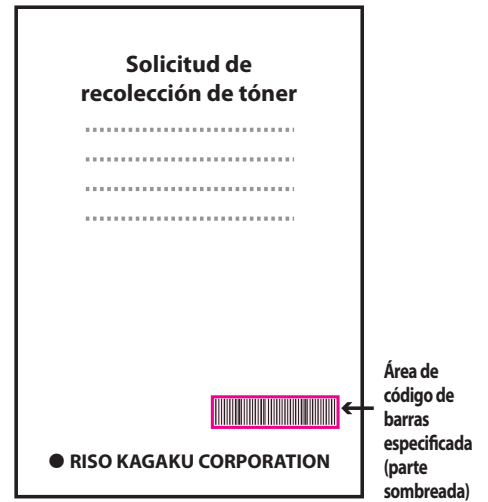 Solicitud de
recolección de tóner
● RISO KAGAKU CORPORATION
Área de
código de
barras
especificada
(parte
sombreada)